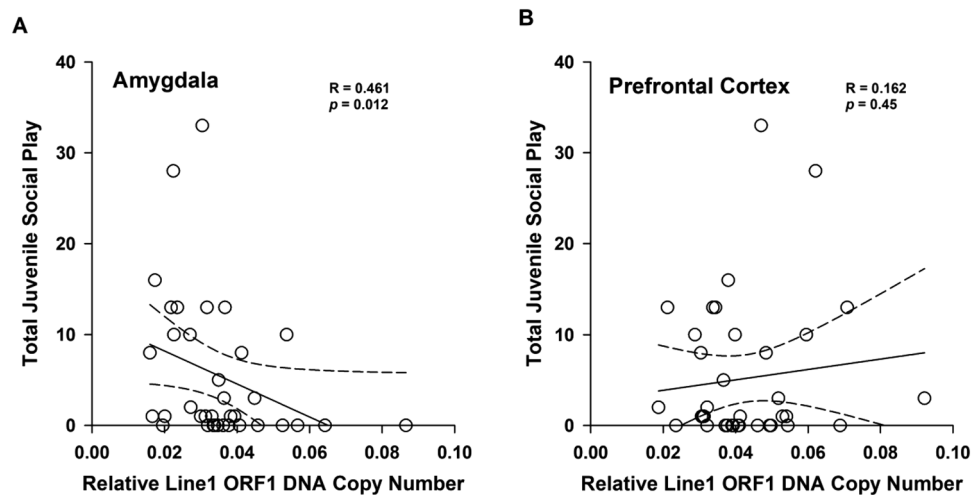 A
Amygdala
R = 0.461
p = 0.012
Total Juvenile Social Play
40
30
20
10
0
0.00 0.02 0.04 0.06 0.08 0.10
Relative Line1 ORF1 DNA Copy Number
B
Prefrontal Cortex
R = 0.162
p = 0.45
Total Juvenile Social Play
40
30
20
10
0
0.00 0.02 0.04 0.06 0.08 0.10
Relative Line1 ORF1 DNA Copy Number